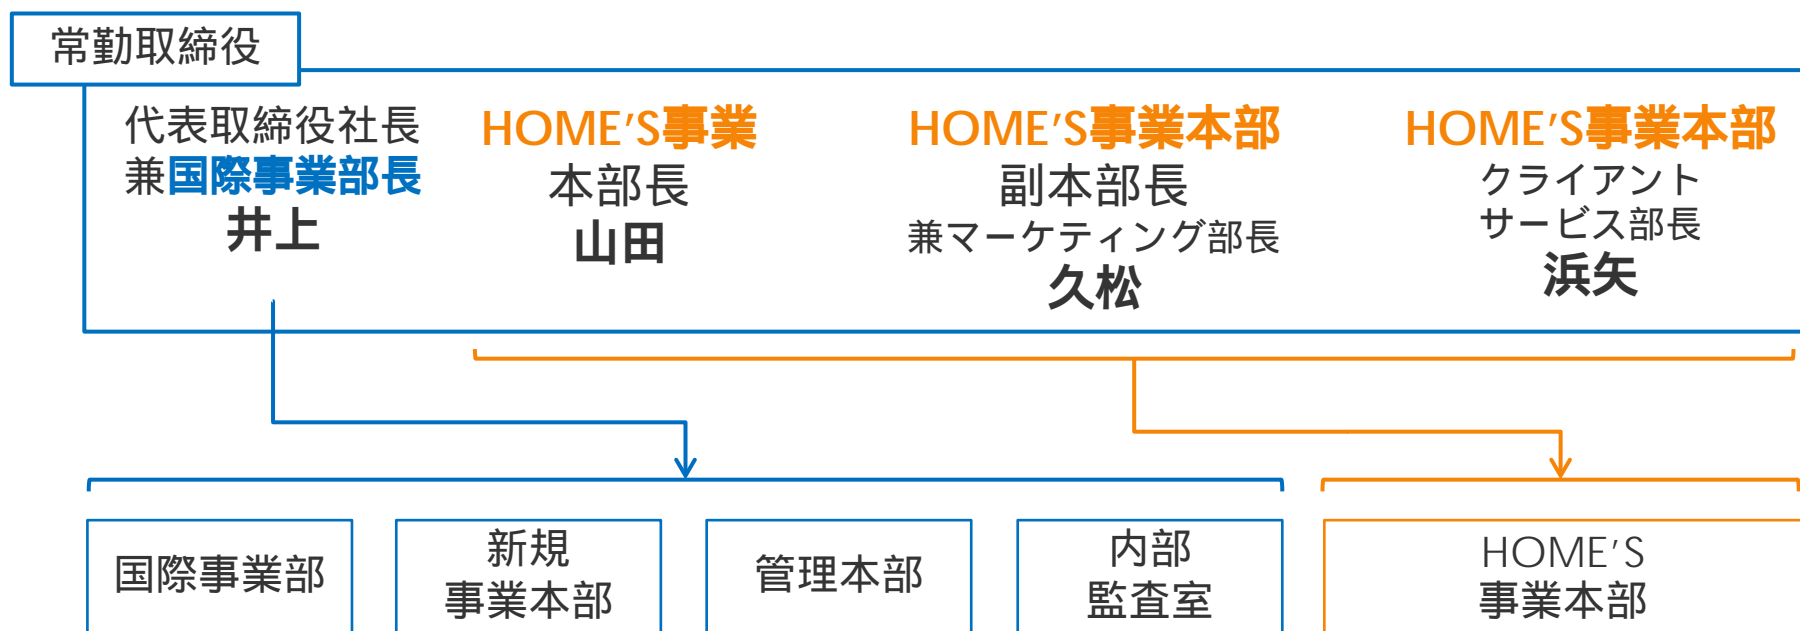 常勤取締役
代表取締役社長
兼国際事業部長
井上
HOME'S事業
本部長
山田
HOME'S事業本部
副本部長
兼マーケティング部長
久松
HOME'S事業本部
クライアント
サービス部長
浜矢
国際事業部
新規
事業本部
管理本部
内部
監査室
HOME'S
事業本部